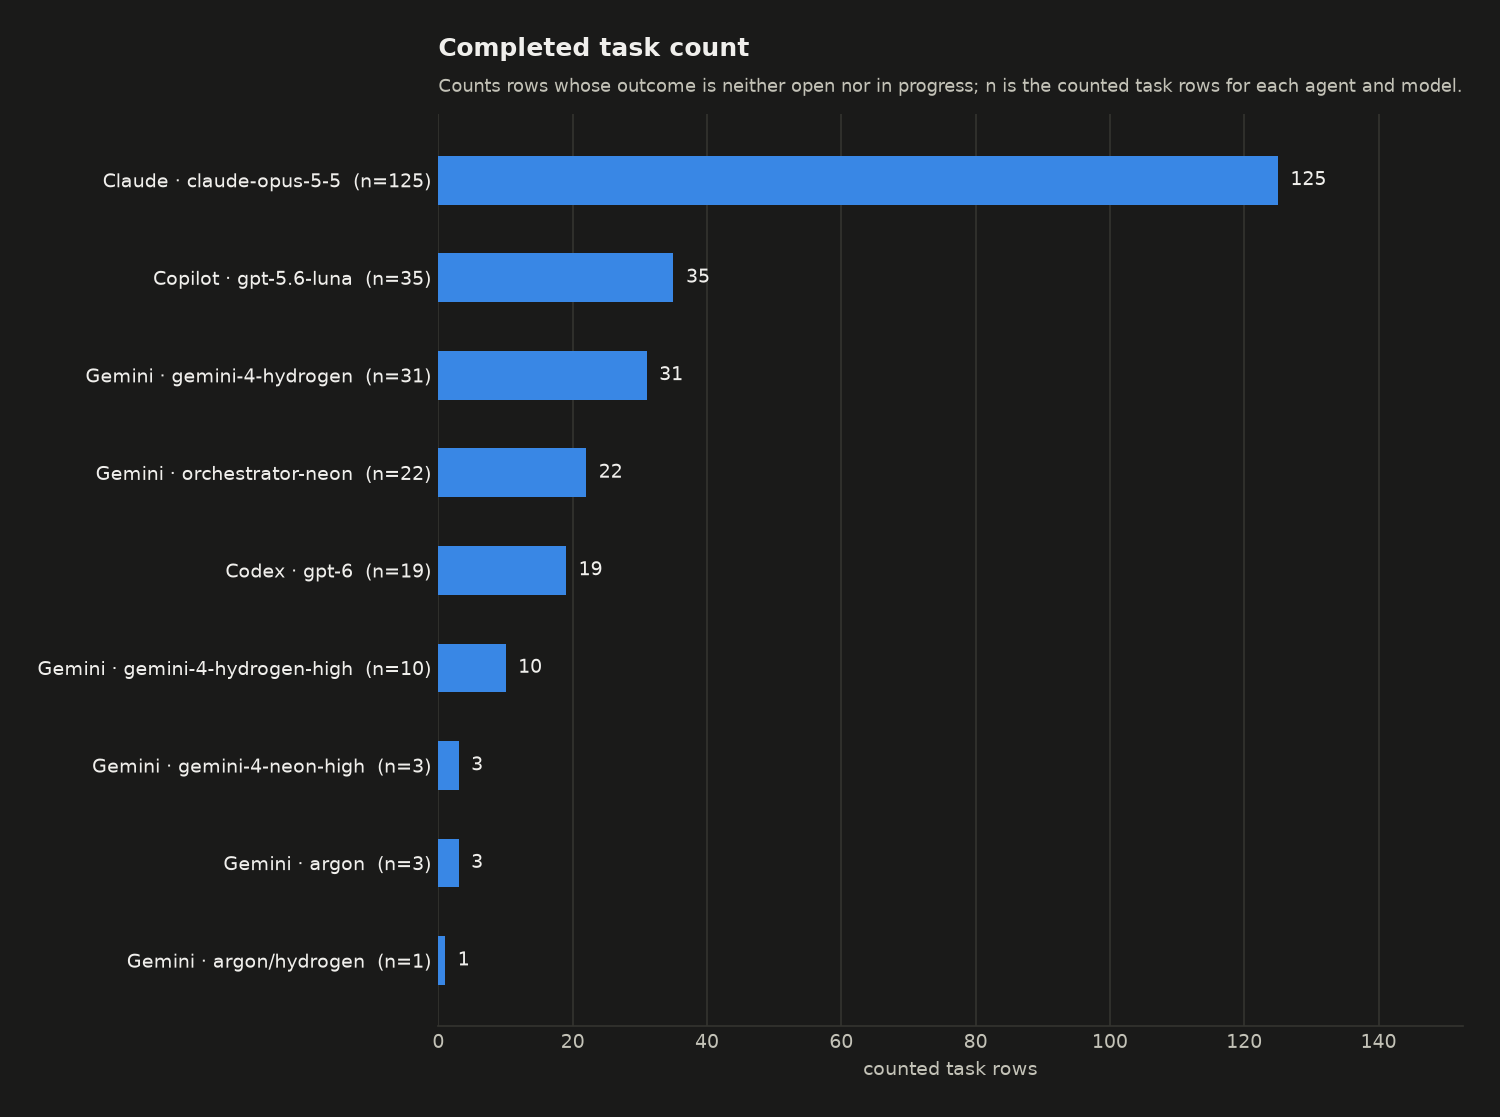 Completed task count
Counts rows whose outcome is neither open nor in progress; n is the counted task rows for each agent and model.
Claude · claude-opus-5-5  (n=125)
125
Copilot · gpt-5.6-luna  (n=35)
35
Gemini · gemini-4-hydrogen  (n=31)
31
Gemini · orchestrator-neon  (n=22)
22
Codex · gpt-6  (n=19)
19
Gemini · gemini-4-hydrogen-high  (n=10)
10
Gemini · gemini-4-neon-high  (n=3)
3
Gemini · argon  (n=3)
3
Gemini · argon/hydrogen  (n=1)
1
0 20 40 60 80 100 120 140
counted task rows